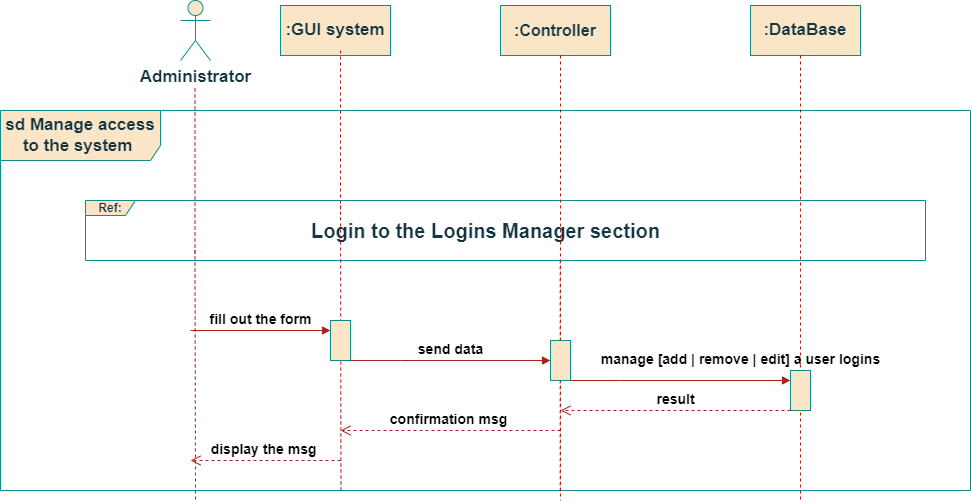 :GUI system
:Controller
:DataBase
Administrator
sd Manage access
to the system
Ref:
Login to the Logins Manager section
fill out the form
send data
manage [add | remove | edit] a user logins
result
confirmation msg
display the msg